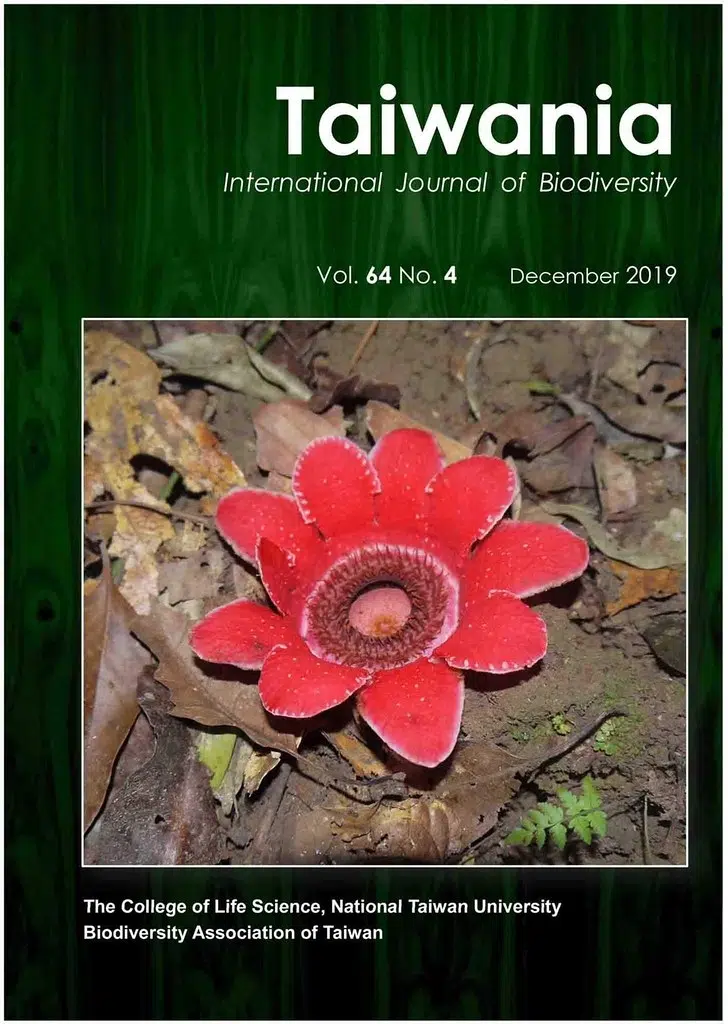 Taiwania
International Journal of Biodiversity
Vol. 64 No. 4 December 2019
The College of Life Science, National Taiwan University
Biodiversity Association of Taiwan